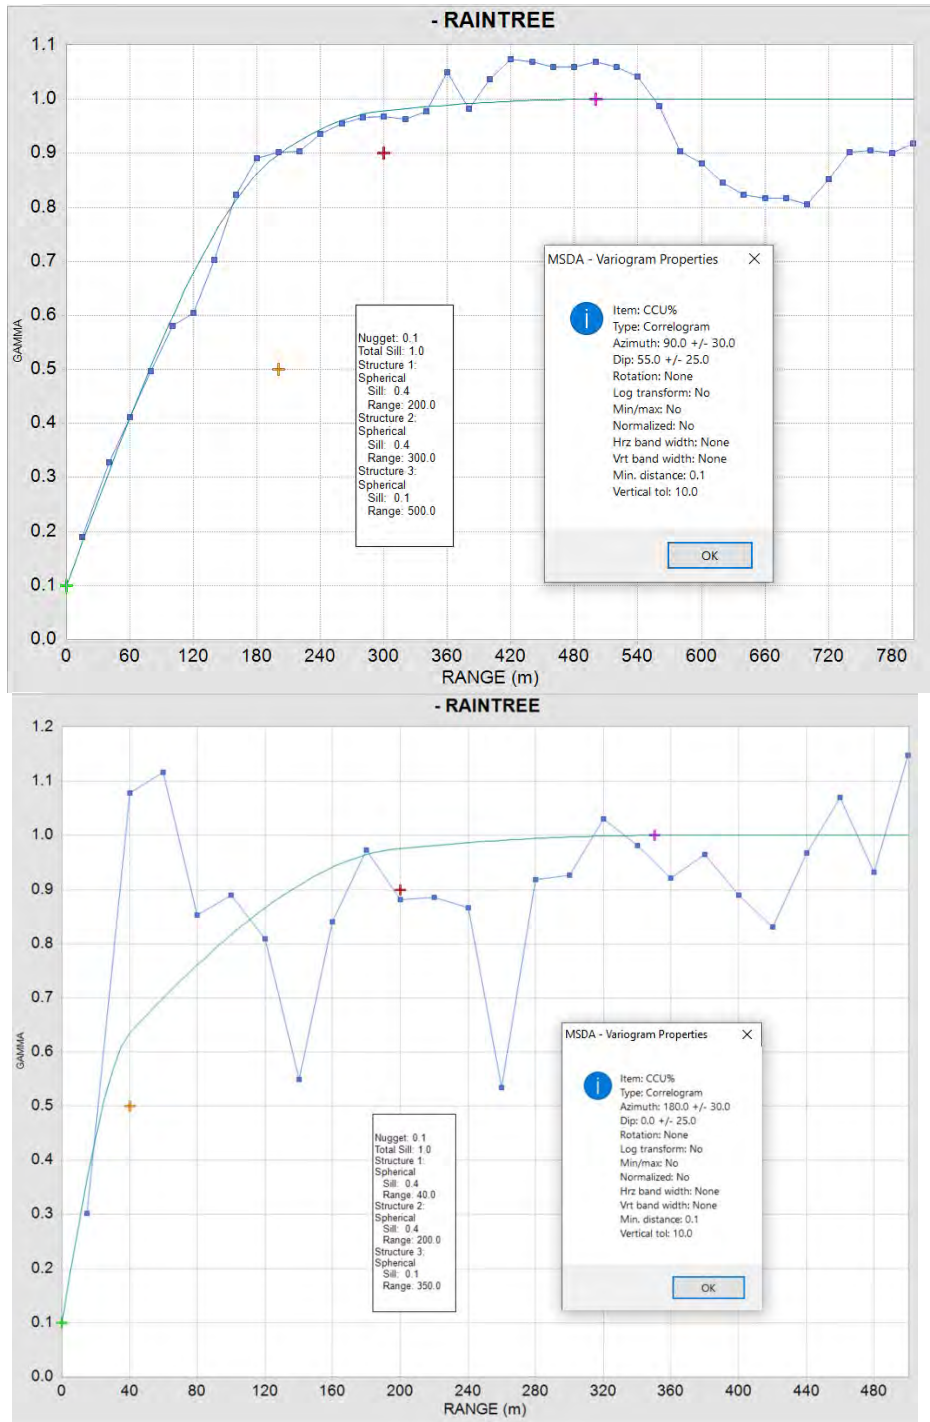 - RAINTREE
1.1
1.0
0.9
0.8
0.7
0.6
0.5
0.4
0.3
0.2
0.1
0.0
GAMMA
0 60 120 180 240 300 360 420 480 540 600 660 720 780
RANGE (m)
Nugget: 0.1
Total Sill: 1.0
Structure 1:
Spherical
Sill: 0.4
Range: 200.0
Structure 2:
Spherical
Sill: 0.4
Range: 300.0
Structure 3:
Spherical
Sill: 0.1
Range: 500.0
MSDA - Variogram Properties
Item: CCU%
Type: Correlogram
Azimuth: 90.0 +/- 30.0
Dip: 55.0 +/- 25.0
Rotation: None
Log transform: No
Min/max: No
Normalized: No
Hrz band width: None
Vrt band width: None
Min. distance: 0.1
Vertical tol: 10.0
OK
- RAINTREE
1.2
1.1
1.0
0.9
0.8
0.7
0.6
0.5
0.4
0.3
0.2
0.1
0.0
GAMMA
0 40 80 120 160 200 240 280 320 360 400 440 480
RANGE (m)
Nugget: 0.1
Total Sill: 1.0
Structure 1:
Spherical
Sill: 0.4
Range: 40.0
Structure 2:
Spherical
Sill: 0.4
Range: 200.0
Structure 3:
Spherical
Sill: 0.1
Range: 350.0
MSDA - Variogram Properties
Item: CCU%
Type: Correlogram
Azimuth: 180.0 +/- 30.0
Dip: 0.0 +/- 25.0
Rotation: None
Log transform: No
Min/max: No
Normalized: No
Hrz band width: None
Vrt band width: None
Min. distance: 0.1
Vertical tol: 10.0
OK